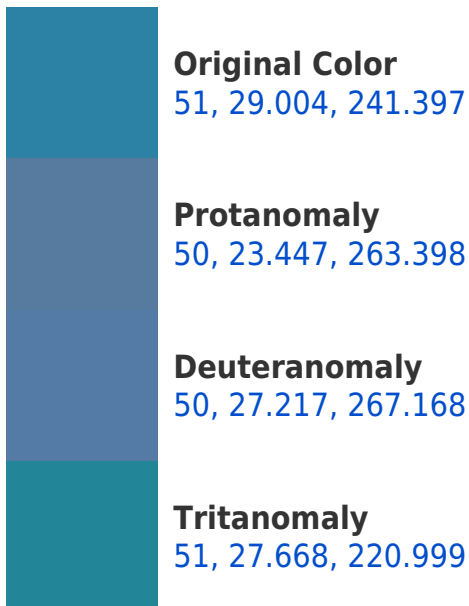 Original Color
51, 29.004, 241.397
Protanomaly
50, 23.447, 263.398
Deuteranomaly
50, 27.217, 267.168
Tritanomaly
51, 27.668, 220.999